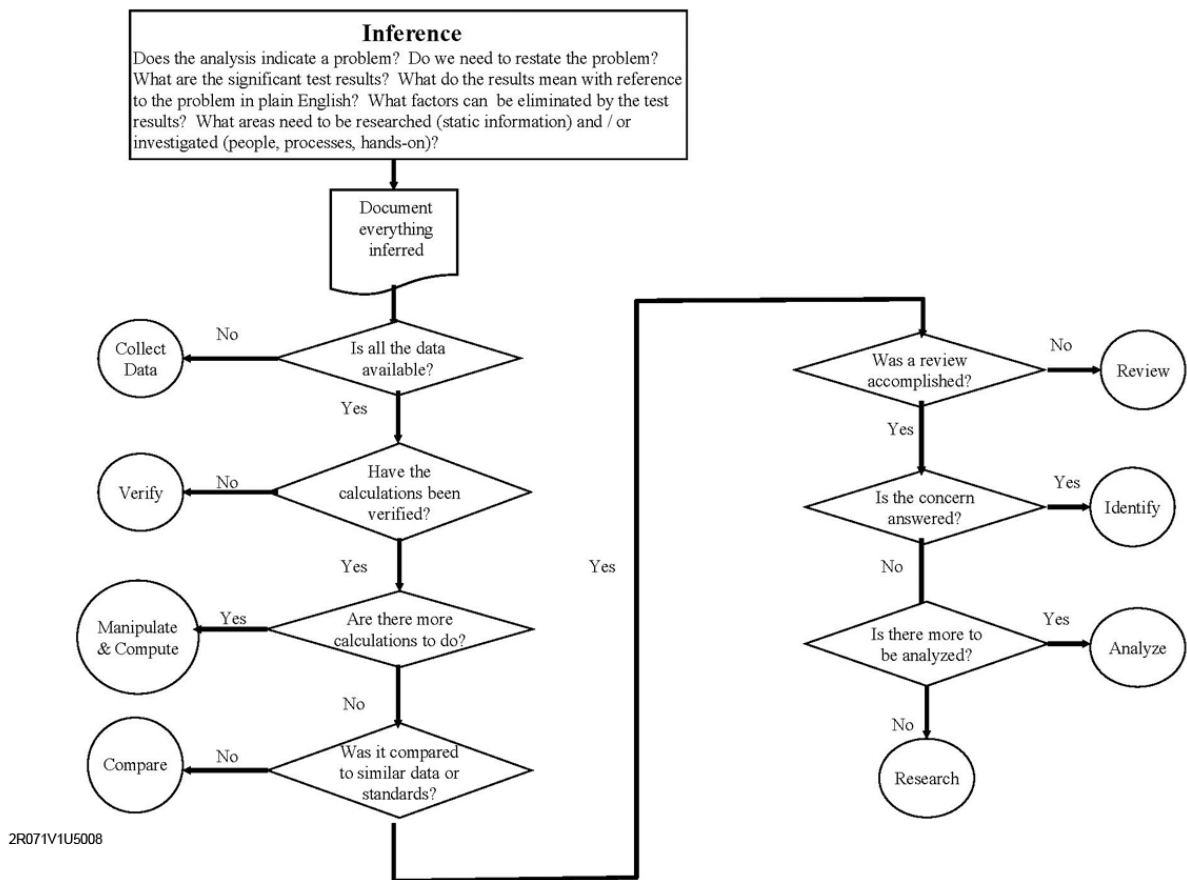 Inference
Does the analysis indicate a problem?  Do we need to restate the problem?
What are the significant test results?  What do the results mean with reference
to the problem in plain English?  What factors can  be eliminated by the test
results?  What areas need to be researched (static information) and / or
investigated (people, processes, hands-on)?
Document
everything
inferred
No
Collect
Data
Is all the data
available?
Yes
Verify
No
Have the
calculations been
verified?
Yes
Manipulate
& Compute
Yes
Are there more
calculations to do?
No
Compare
No
Was it compared
to similar data or
standards?
Yes
Was a review
accomplished?
No
Review
Yes
Is the concern
answered?
Yes
Identify
No
Is there more to
be analyzed?
Yes
Analyze
No
Research
2R071V1U5008